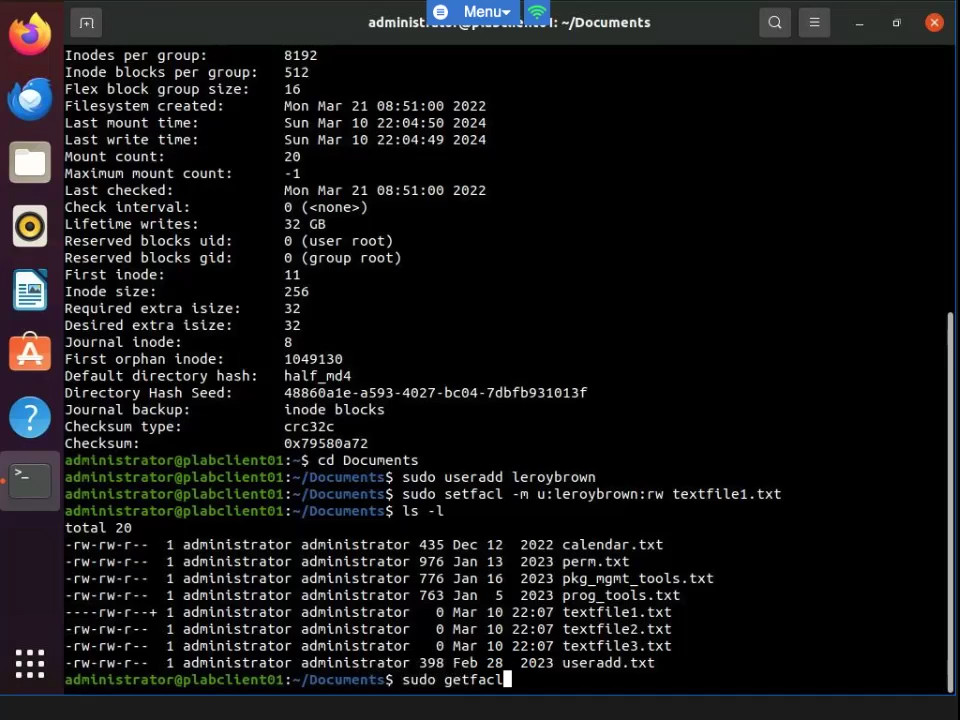 Menu
administrator@plabclient01: ~/Documents
Inodes per group: 8192
Inode blocks per group: 512
Flex block group size: 16
Filesystem created: Mon Mar 21 08:51:00 2022
Last mount time: Sun Mar 10 22:04:50 2024
Last write time: Sun Mar 10 22:04:49 2024
Mount count: 20
Maximum mount count: -1
Last checked: Mon Mar 21 08:51:00 2022
Check interval: 0 (<none>)
Lifetime writes: 32 GB
Reserved blocks uid: 0 (user root)
Reserved blocks gid: 0 (group root)
First inode: 11
Inode size: 256
Required extra isize: 32
Desired extra isize: 32
Journal inode: 8
First orphan inode: 1049130
Default directory hash: half_md4
Directory Hash Seed: 48860a1e-a593-4027-bc04-7dbfb931013f
Journal backup: inode blocks
Checksum type: crc32c
Checksum: 0x79580a72
administrator@plabclient01:~$ cd Documents
administrator@plabclient01:~/Documents$ sudo useradd leroybrown
administrator@plabclient01:~/Documents$ sudo setfacl -m u:leroybrown:rw textfile1.txt
administrator@plabclient01:~/Documents$ ls -l
total 20
-rw-rw-r-- 1 administrator administrator 435 Dec 12 2022 calendar.txt
-rw-rw-r-- 1 administrator administrator 976 Jan 13 2023 perm.txt
-rw-rw-r-- 1 administrator administrator 776 Jan 16 2023 pkg_mgmt_tools.txt
-rw-rw-r-- 1 administrator administrator 763 Jan 5 2023 prog_tools.txt
----rw-r--+ 1 administrator administrator 0 Mar 10 22:07 textfile1.txt
-rw-rw-r-- 1 administrator administrator 0 Mar 10 22:07 textfile2.txt
-rw-rw-r-- 1 administrator administrator 0 Mar 10 22:07 textfile3.txt
-rw-rw-r-- 1 administrator administrator 398 Feb 28 2023 useradd.txt
administrator@plabclient01:~/Documents$ sudo getfacl